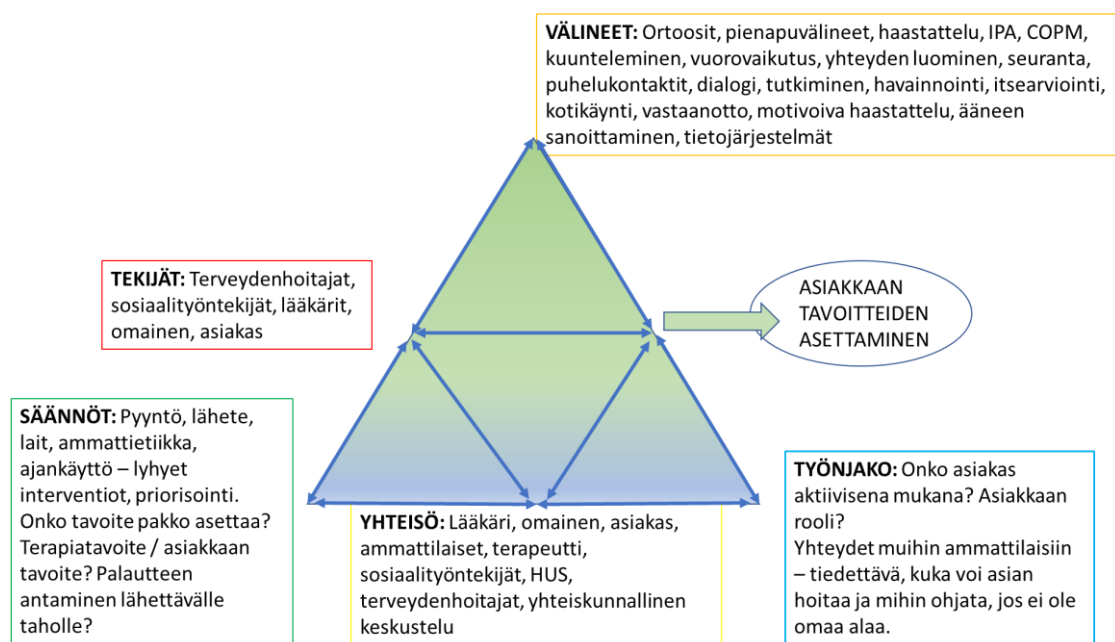 VÄLINEET: Ortoosit, pienapuvälineet, haastattelu, IPA, COPM,
kuunteleminen, vuorovaikutus, yhteyden luominen, seuranta,
puhelukontaktit, dialogi, tutkiminen, havainnointi, itsearviointi,
kotikäynti, vastaanotto, motivoiva haastattelu, ääneen
sanoittaminen, tietojärjestelmät
TEKIJÄT: Terveydenhoitajat,
sosiaalityöntekijät, lääkärit,
omainen, asiakas
ASIAKKAAN
TAVOITTEIDEN
ASETTAMINEN
SÄÄNNÖT: Pyyntö, lähete,
lait, ammattietiikka,
ajankäyttö – lyhyet
interventiot, priorisointi.
Onko tavoite pakko asettaa?
Terapiatavoite / asiakkaan
tavoite? Palautteen
antaminen lähettävälle
taholle?
YHTEISÖ: Lääkäri, omainen, asiakas,
ammattilaiset, terapeutti,
sosiaalityöntekijät, HUS,
terveydenhoitajat, yhteiskunnallinen
keskustelu
TYÖNJAKO: Onko asiakas
aktiivisena mukana? Asiakkaan
rooli?
Yhteydet muihin ammattilaisiin
– tiedettävä, kuka voi asian
hoitaa ja mihin ohjata, jos ei ole
omaa alaa.